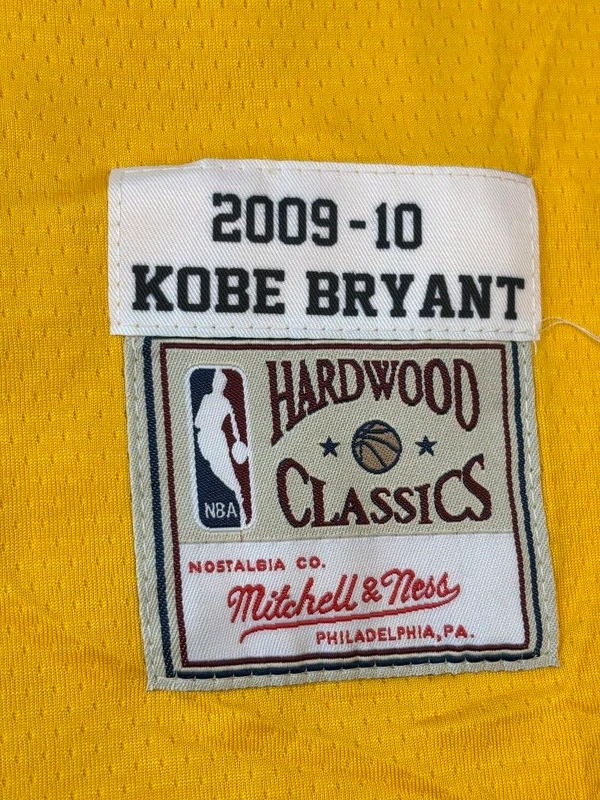 2009-10
KOBE BRYANT
HARDWOOD
CLASSICS
NBA
NOSTALGIA CO.
Mitchell & Ness
PHILADELPHIA, PA.